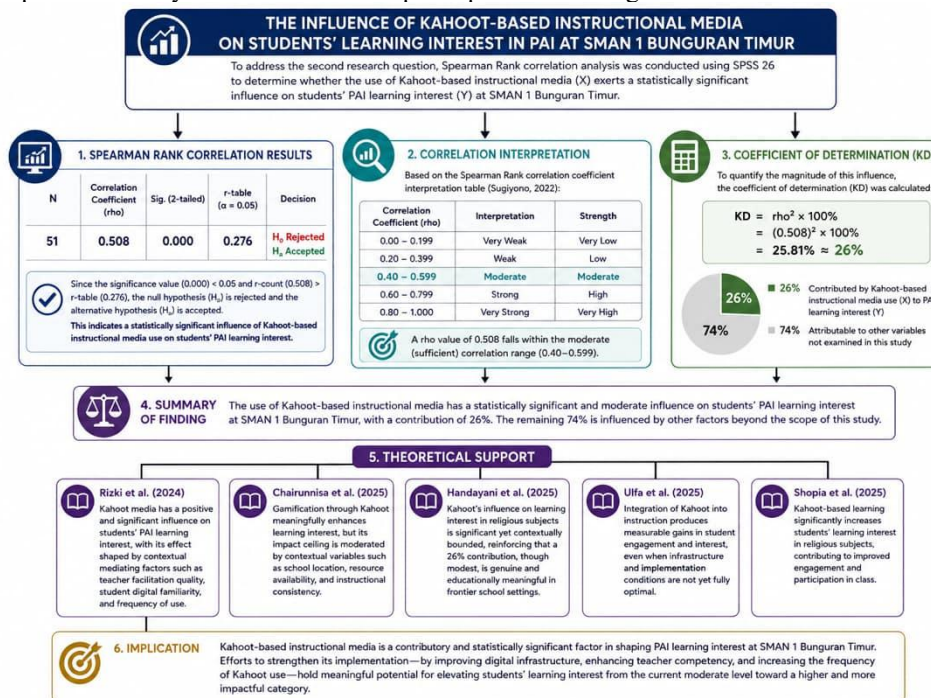 THE INFLUENCE OF KAHOOT-BASED INSTRUCTIONAL MEDIA
ON STUDENTS' LEARNING INTEREST IN PAI AT SMAN 1 BUNGURAN TIMUR
To address the second research question, Spearman Rank correlation analysis was conducted using SPSS 26
to determine whether the use of Kahoot-based instructional media (X) exerts a statistically significant
influence on students' PAI learning interest (Y) at SMAN 1 Bunguran Timur.
1. SPEARMAN RANK CORRELATION RESULTS
N
Correlation
Coefficient
(rho)
Sig. (2-tailed)
r-table
(α = 0.05)
Decision
51
0.508
0.000
0.276
H₀ Rejected
Hₐ Accepted
Since the significance value (0.000) < 0.05 and r-count (0.508) >
r-table (0.276), the null hypothesis (H₀) is rejected and the
alternative hypothesis (Hₐ) is accepted.
This indicates a statistically significant influence of Kahoot-based
instructional media use on students' PAI learning interest.
2. CORRELATION INTERPRETATION
Based on the Spearman Rank correlation coefficient
interpretation table (Sugiyono, 2022):
Correlation
Coefficient (rho)
Interpretation
Strength
0.00 – 0.199
Very Weak
Very Low
0.20 – 0.399
Weak
Low
0.40 – 0.599
Moderate
Moderate
0.60 – 0.799
Strong
High
0.80 – 1.000
Very Strong
Very High
A rho value of 0.508 falls within the moderate
(sufficient) correlation range (0.40–0.599).
3. COEFFICIENT OF DETERMINATION (KD
To quantify the magnitude of this influence,
the coefficient of determination (KD) was calculated
KD = rho² × 100%
= (0.508)² × 100%
= 25.81% ≈ 26%
26%
74%
26% Contributed by Kahoot-based
instructional media use (X) to PA
learning interest (Y)
74% Attributable to other variables
not examined in this study
4. SUMMARY
OF FINDING
The use of Kahoot-based instructional media has a statistically significant and moderate influence on students' PAI learning interest
at SMAN 1 Bunguran Timur, with a contribution of 26%. The remaining 74% is influenced by other factors beyond the scope of this study.
5. THEORETICAL SUPPORT
Rizki et al. (2024)
Kahoot media has a positive
and significant influence on
students' PAI learning
interest, with its effect
shaped by contextual
mediating factors such as
teacher facilitation quality,
student digital familiarity,
and frequency of use.
Chairunnisa et al. (2025)
Gamification through Kahoot
meaningfully enhances
learning interest, but its
impact ceiling is moderated
by contextual variables such
as school location, resource
availability, and instructional
consistency.
Handayani et al. (2025)
Kahoot's influence on learning
interest in religious subjects
is significant yet contextually
bounded, reinforcing that a
26% contribution, though
modest, is genuine and
educationally meaningful in
frontier school settings.
Ulfa et al. (2025)
Integration of Kahoot into
instruction produces
measurable gains in student
engagement and interest,
even when infrastructure
and implementation
conditions are not yet fully
optimal.
Shopia et al. (2025)
Kahoot-based learning
significantly increases
students' learning interest
in religious subjects,
contributing to improved
engagement and
participation in class.
6. IMPLICATION
Kahoot-based instructional media is a contributory and statistically significant factor in shaping PAI learning interest at SMAN 1 Bunguran Timur.
Efforts to strengthen its implementation—by improving digital infrastructure, enhancing teacher competency, and increasing the frequency
of Kahoot use—hold meaningful potential for elevating students' learning interest from the current moderate level toward a higher and more
impactful category.